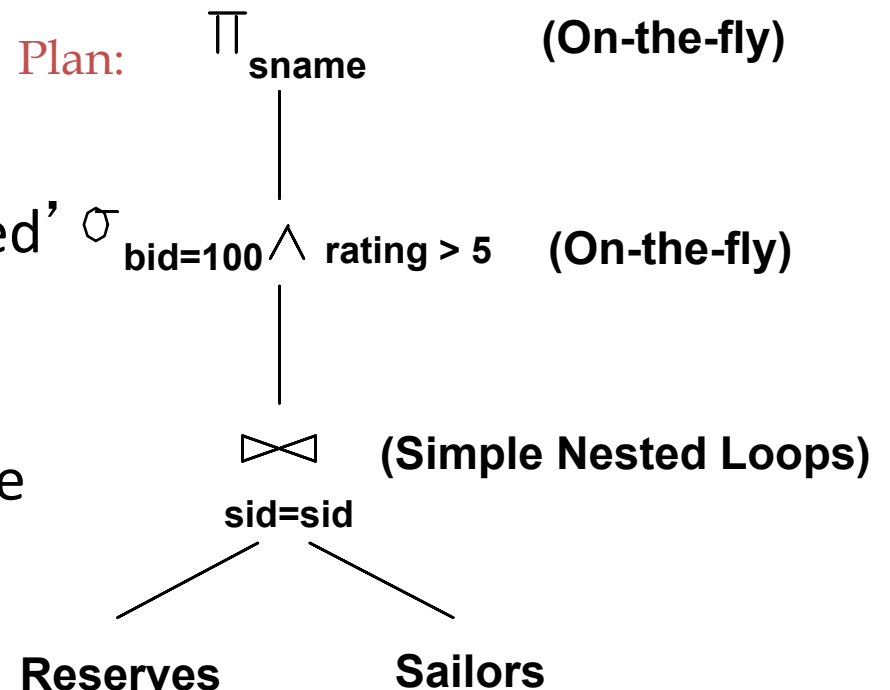 Plan: π sname (On-the-fly)
ed’ σ bid=100 ∧ rating > 5 (On-the-fly)
⋈ (Simple Nested Loops)
e
sid=sid
Reserves Sailors